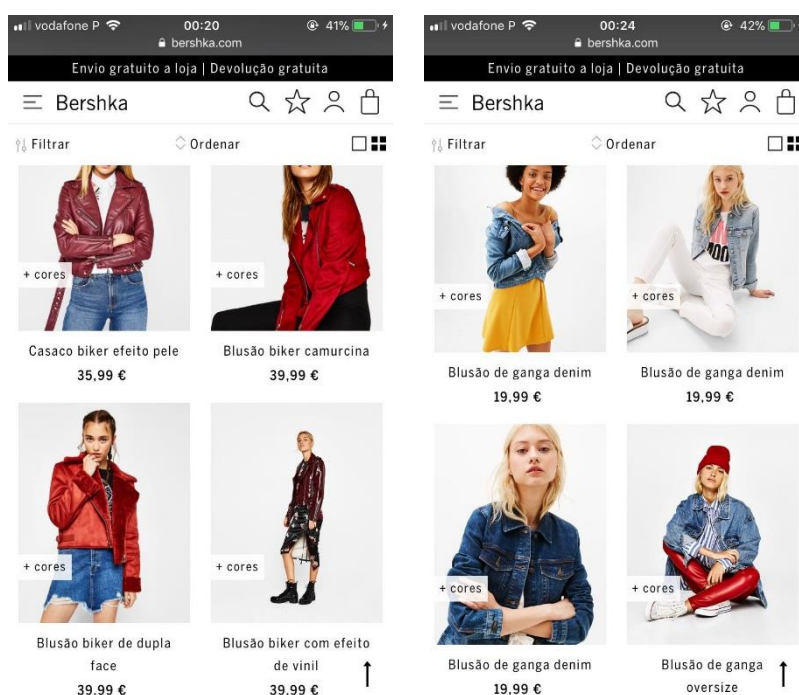 vodafone P 00:20 41%
bershka.com
Envio gratuito a loja | Devolução gratuita
Bershka
Filtrar Ordenar
+ cores + cores
Casaco biker efeito pele Blusão biker camurcina
35,99 € 39,99 €
+ cores + cores
Blusão biker de dupla Blusão biker com efeito
face de vinil
39,99 € 39,99 €
vodafone P 00:24 42%
bershka.com
Envio gratuito a loja | Devolução gratuita
Bershka
Filtrar Ordenar
+ cores + cores
Blusão de ganga denim Blusão de ganga denim
19,99 € 19,99 €
+ cores + cores
Blusão de ganga denim Blusão de ganga
19,99 € oversize